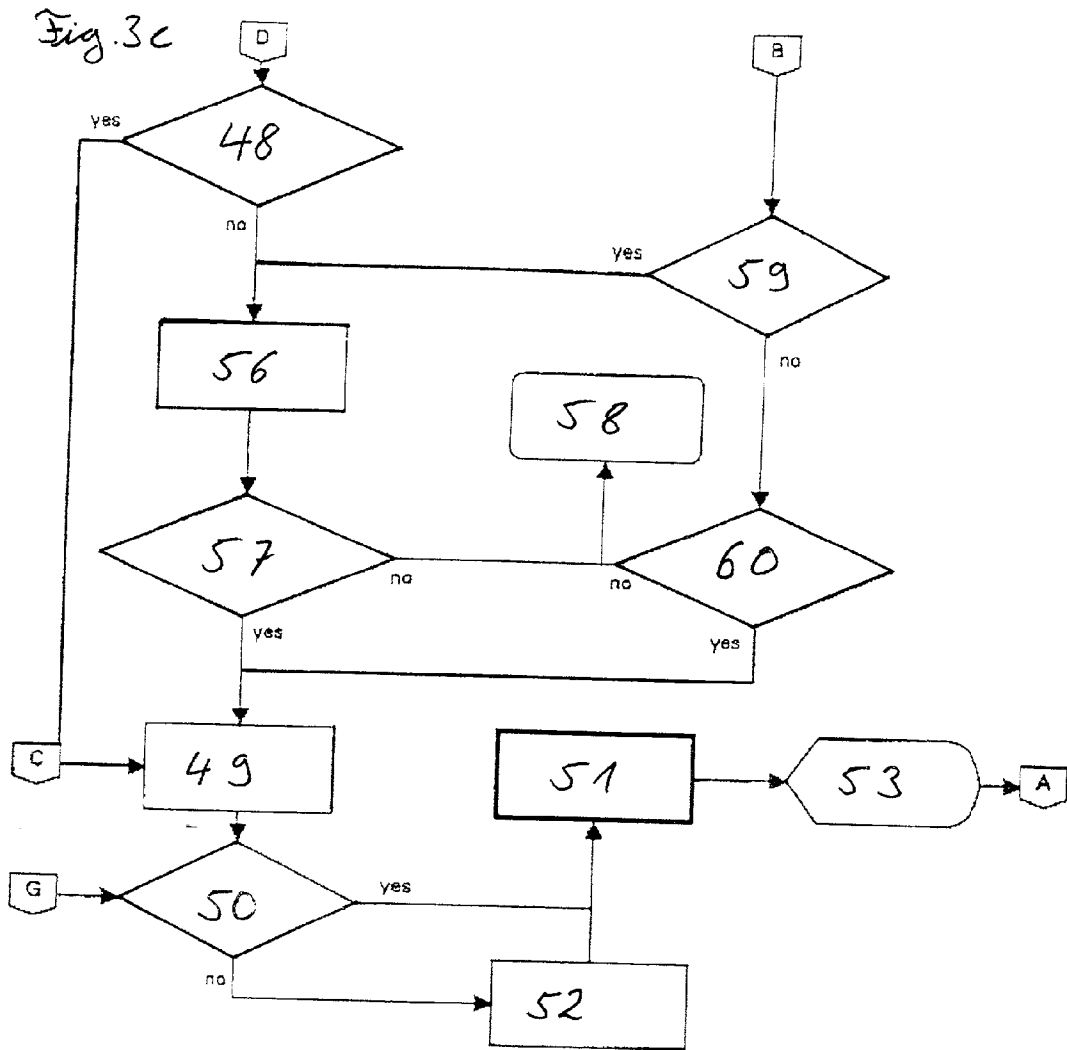 Fig. 3c
D
B
yes
48
no
yes
59
no
56
58
57
no
no
60
yes
yes
C
49
51
53
A
G
50
yes
no
52